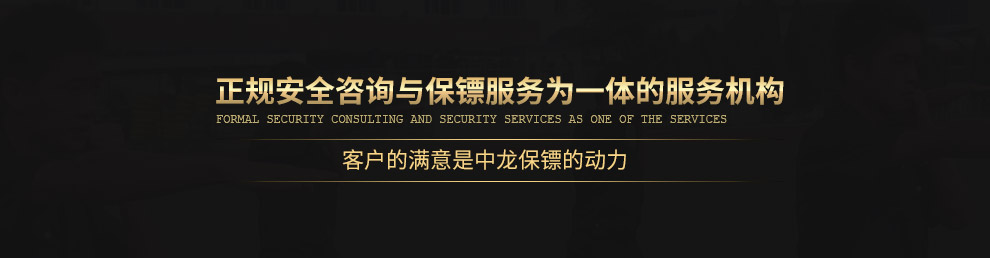 正规安全咨询与保镖服务为一体的服务机构
FORMAL SECURITY CONSULTING AND SECURITY SERVICES AS ONE OF THE SERVICES
客户的满意是中龙保镖的动力